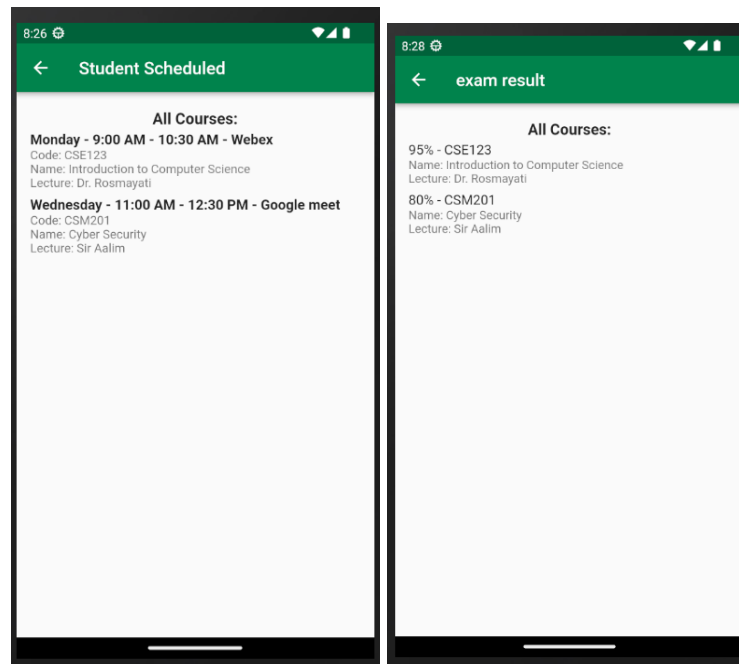 8:26
Student Scheduled
All Courses:
Monday - 9:00 AM - 10:30 AM - Webex
Code: CSE123
Name: Introduction to Computer Science
Lecture: Dr. Rosmayati
Wednesday - 11:00 AM - 12:30 PM - Google meet
Code: CSM201
Name: Cyber Security
Lecture: Sir Aalim
8:28
exam result
All Courses:
95% - CSE123
Name: Introduction to Computer Science
Lecture: Dr. Rosmayati
80% - CSM201
Name: Cyber Security
Lecture: Sir Aalim